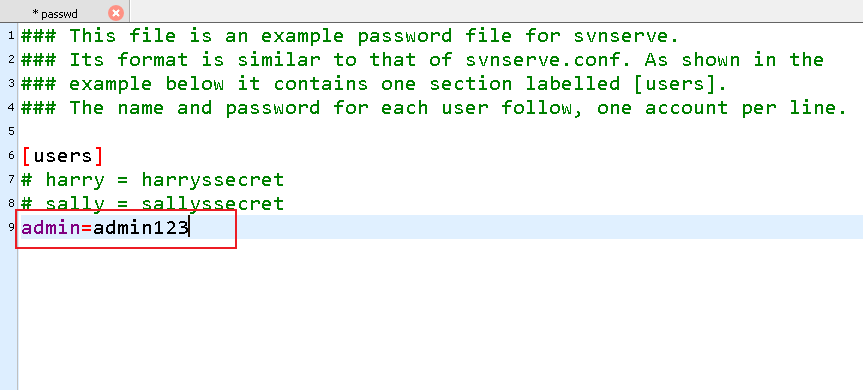 * passwd
1 ### This file is an example password file for svnserve.
2 ### Its format is similar to that of svnserve.conf. As shown in the
3 ### example below it contains one section labelled [users].
4 ### The name and password for each user follow, one account per line.
5
6 [users]
7 # harry = harryssecret
8 # sally = sallyssecret
9 admin=admin123